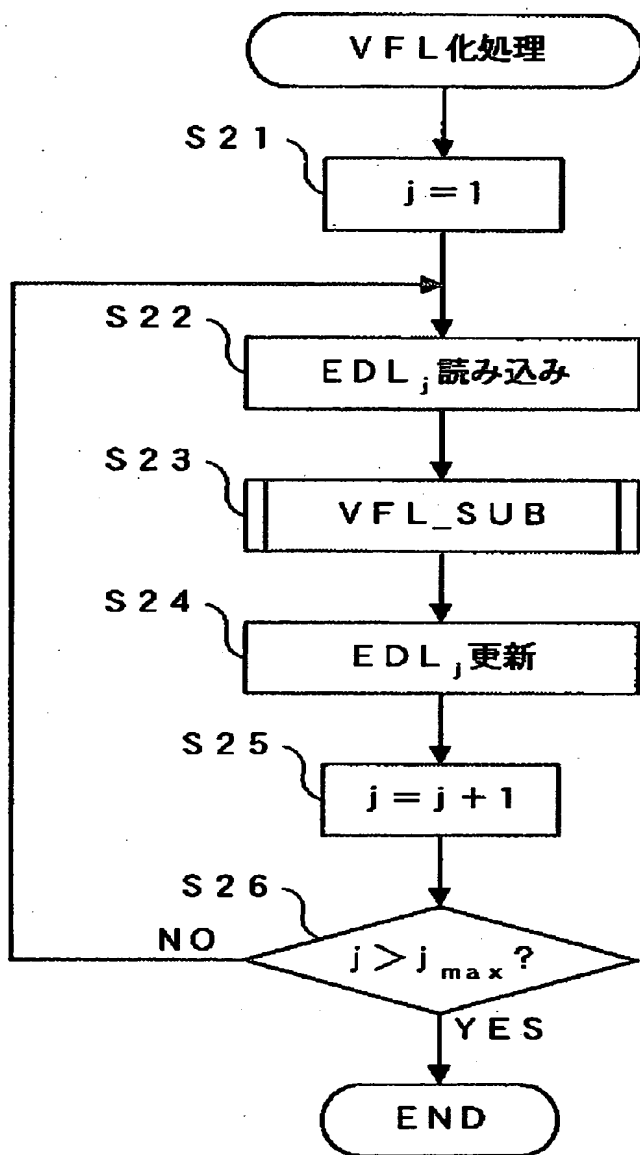 VFL化処理
S21
j=1
S22
EDLj読み込み
S23
VFL_SUB
S24
EDLj更新
S25
j=j+1
S26
NO
j>jmax?
YES
END